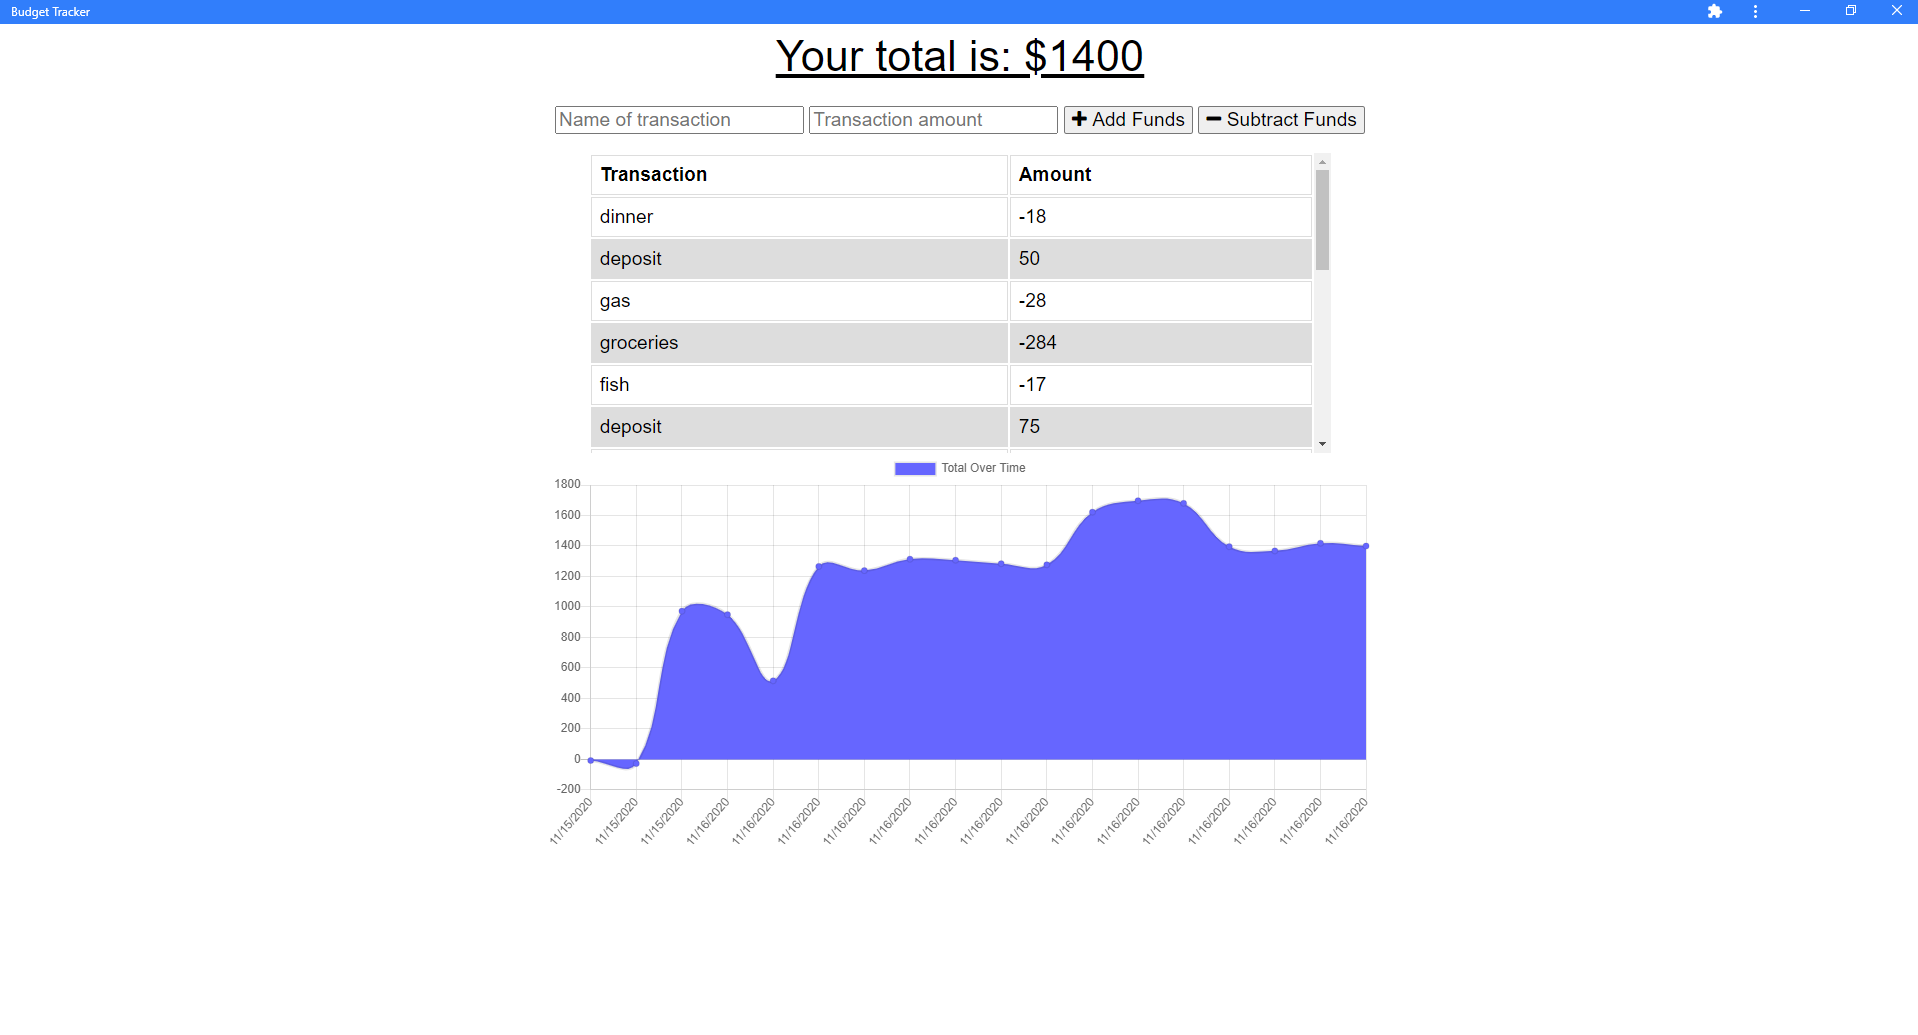 Budget Tracker
Your total is: $1400
Name of transaction Transaction amount Add Funds Subtract Funds
Transaction Amount
dinner -18
deposit 50
gas -28
groceries -284
fish -17
deposit 75
Total Over Time
1800
1600
1400
1200
1000
800
600
400
200
0
-200
11/15/2020 11/15/2020 11/15/2020 11/16/2020 11/16/2020 11/16/2020 11/16/2020 11/16/2020 11/16/2020 11/16/2020 11/16/2020 11/16/2020 11/16/2020 11/16/2020 11/16/2020 11/16/2020 11/16/2020 11/16/2020